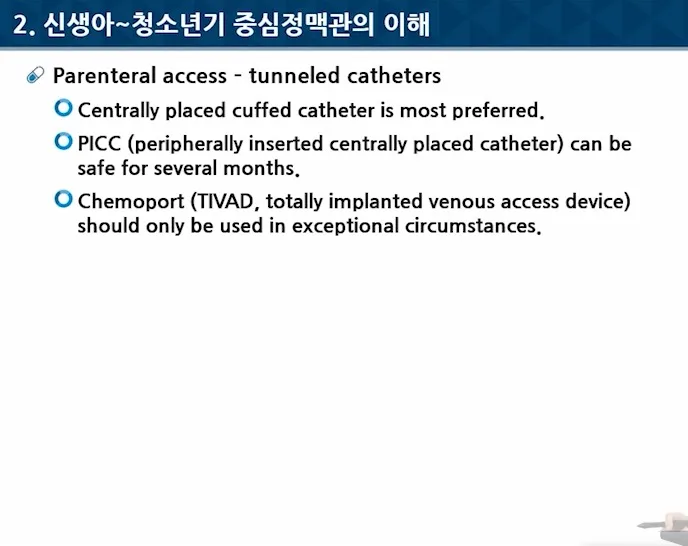 2. 신생아~청소년기 중심정맥관의 이해
Parenteral access - tunneled catheters
Centrally placed cuffed catheter is most preferred.
PICC (peripherally inserted centrally placed catheter) can be
safe for several months.
Chemoport (TIVAD, totally implanted venous access device)
should only be used in exceptional circumstances.